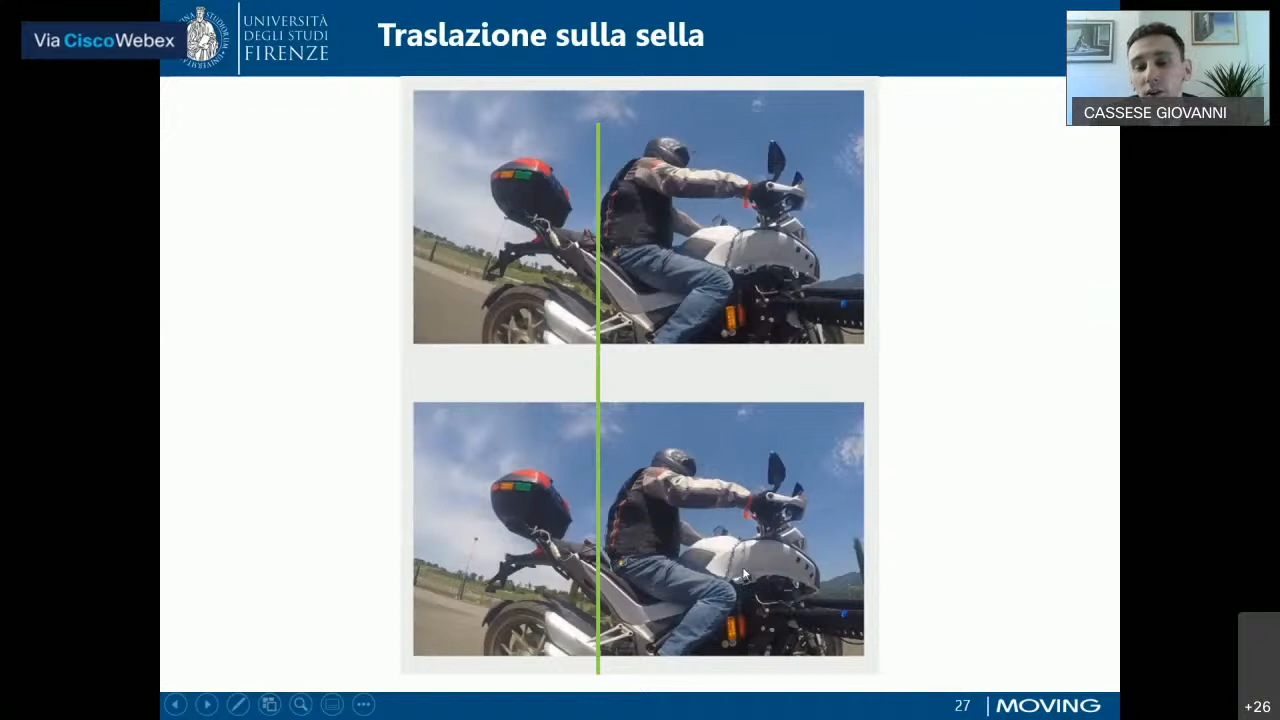 Via CiscoWebex
UNIVERSITÀ
DEGLI STUDI
FIRENZE
Traslazione sulla sella
CASSESE GIOVANNI
27
MOVING
+26